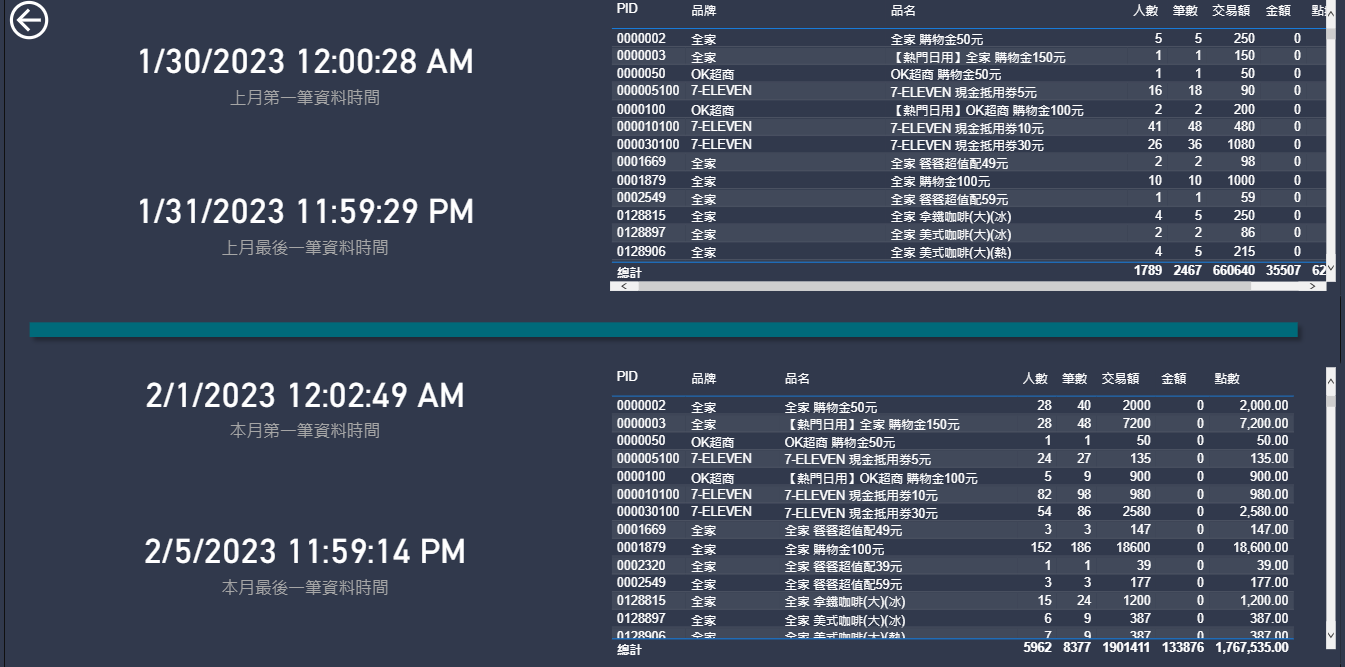 1/30/2023 12:00:28 AM
上月第一筆資料時間
1/31/2023 11:59:29 PM
上月最後一筆資料時間
PID 品牌 品名 人數 筆數 交易額 金額 點
0000002 全家 全家 購物金50元 5 5 250 0
0000003 全家 【熱門日用】全家 購物金150元 1 1 150 0
0000050 OK超商 OK超商 購物金50元 1 1 50 0
000005100 7-ELEVEN 7-ELEVEN 現金抵用券5元 16 18 90 0
0000100 OK超商 【熱門日用】OK超商 購物金100元 2 2 200 0
000010100 7-ELEVEN 7-ELEVEN 現金抵用券10元 41 48 480 0
000030100 7-ELEVEN 7-ELEVEN 現金抵用券30元 26 36 1080 0
0001669 全家 全家 餐餐超值配49元 2 2 98 0
0001879 全家 全家 購物金100元 10 10 1000 0
0002549 全家 全家 餐餐超值配59元 1 1 59 0
0128815 全家 全家 拿鐵咖啡(大)(冰) 4 5 250 0
0128897 全家 全家 美式咖啡(大)(冰) 2 2 86 0
0128906 全家 全家 美式咖啡(大)(熱) 4 5 215 0
總計 1789 2467 660640 35507 62
2/1/2023 12:02:49 AM
本月第一筆資料時間
2/5/2023 11:59:14 PM
本月最後一筆資料時間
PID 品牌 品名 人數 筆數 交易額 金額 點數
0000002 全家 全家 購物金50元 28 40 2000 0 2,000.00
0000003 全家 【熱門日用】全家 購物金150元 28 48 7200 0 7,200.00
0000050 OK超商 OK超商 購物金50元 1 1 50 0 50.00
000005100 7-ELEVEN 7-ELEVEN 現金抵用券5元 24 27 135 0 135.00
0000100 OK超商 【熱門日用】OK超商 購物金100元 5 9 900 0 900.00
000010100 7-ELEVEN 7-ELEVEN 現金抵用券10元 82 98 980 0 980.00
000030100 7-ELEVEN 7-ELEVEN 現金抵用券30元 54 86 2580 0 2,580.00
0001669 全家 全家 餐餐超值配49元 3 3 147 0 147.00
0001879 全家 全家 購物金100元 152 186 18600 0 18,600.00
0002320 全家 全家 餐餐超值配39元 1 1 39 0 39.00
0002549 全家 全家 餐餐超值配59元 3 3 177 0 177.00
0128815 全家 全家 拿鐵咖啡(大)(冰) 15 24 1200 0 1,200.00
0128897 全家 全家 美式咖啡(大)(冰) 6 9 387 0 387.00
0128906 全家 全家 美式咖啡(大)(熱) 7 9 387 0 387.00
總計 5962 8377 1901411 133876 1,767,535.00